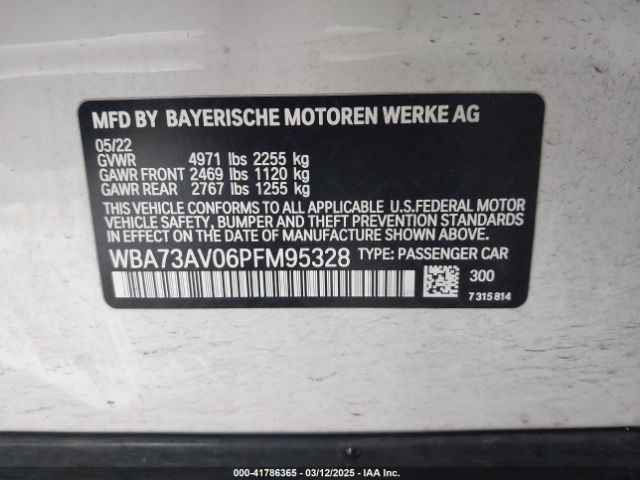 MFD BY BAYERISCHE MOTOREN WERKE AG
05/22
GVWR 4971 lbs 2255 kg
GAWR FRONT 2469 lbs 1120 kg
GAWR REAR 2767 lbs 1255 kg
THIS VEHICLE CONFORMS TO ALL APPLICABLE U.S.FEDERAL MOTOR
VEHICLE SAFETY, BUMPER AND THEFT PREVENTION STANDARDS
IN EFFECT ON THE DATE OF MANUFACTURE SHOWN ABOVE.
WBA73AV06PFM95328 TYPE: PASSENGER CAR
300
7 315 814
000-41786365 - 03/12/2025 - IAA Inc.